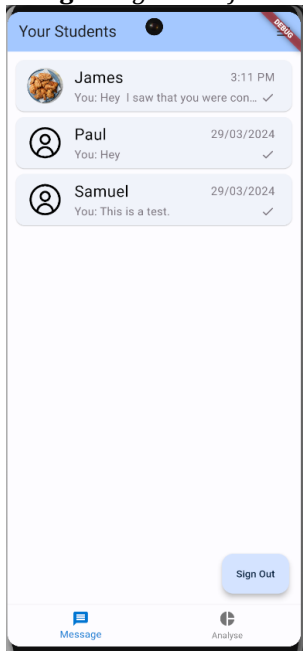 Your Students
DEBUG
James 3:11 PM
You: Hey I saw that you were con...
Paul 29/03/2024
You: Hey
Samuel 29/03/2024
You: This is a test.
Sign Out
Message Analyse